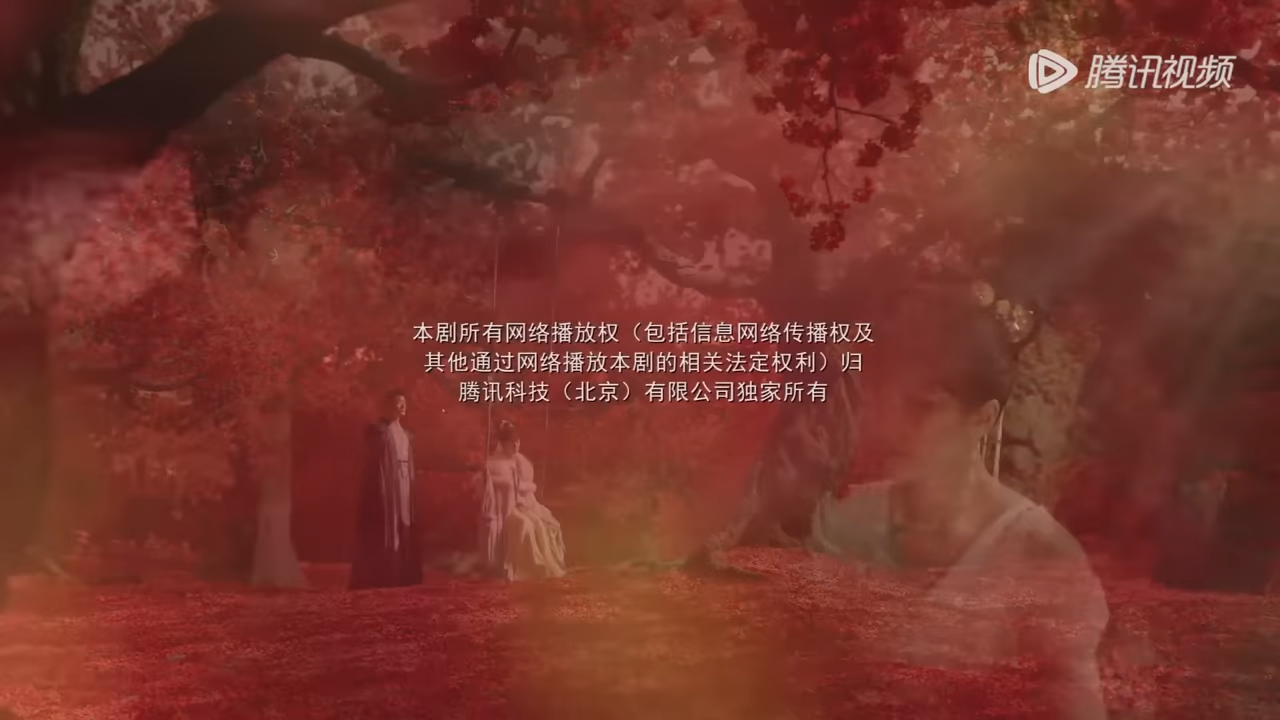 腾讯视频
本剧所有网络播放权（包括信息网络传播权及
其他通过网络播放本剧的相关法定权利）归
腾讯科技（北京）有限公司独家所有